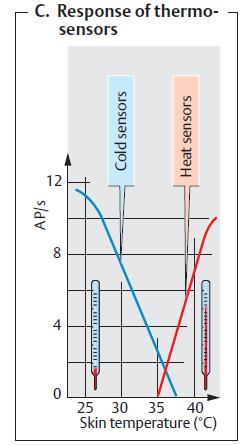 C. Response of thermo-
sensors
Cold sensors
Heat sensors
AP/s
12
8
4
0
25 30 35 40
Skin temperature (°C)